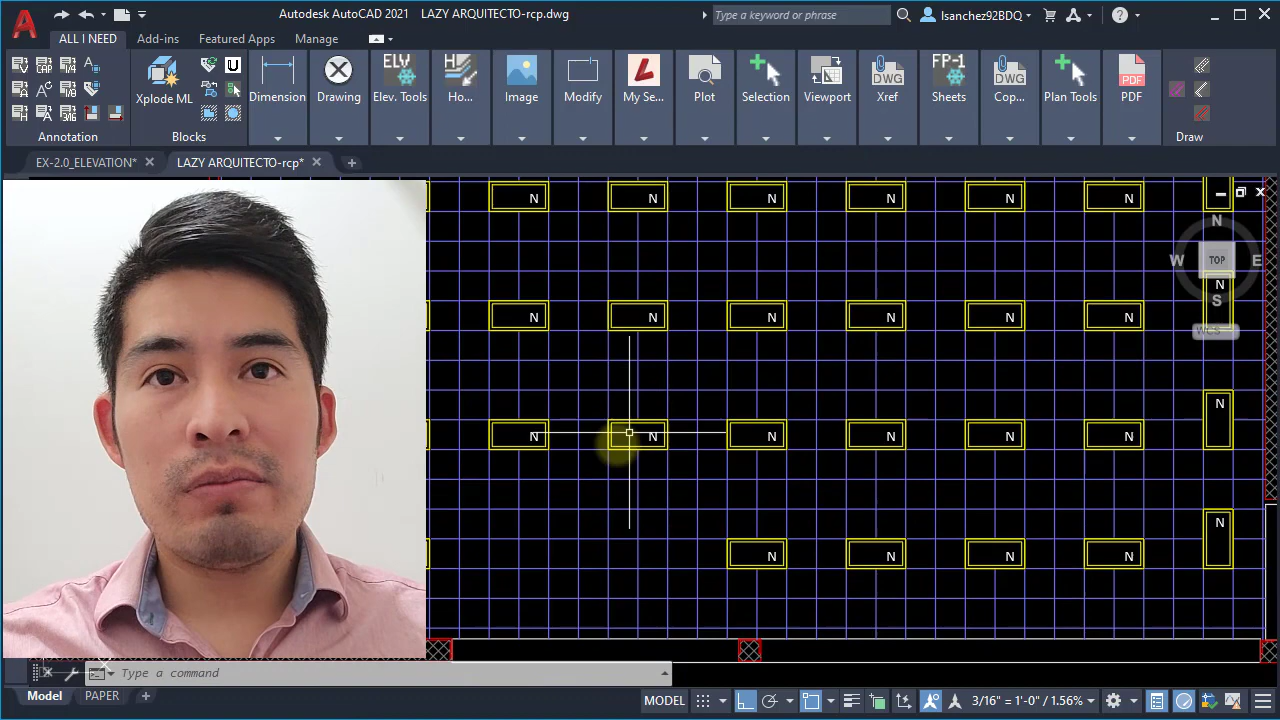 Autodesk AutoCAD 2021 LAZY ARQUITECTO-rcp.dwg
Type a keyword or phrase
lsanchez92BDQ
ALL I NEED
Add-ins
Featured Apps
Manage
Xplode ML
Dimension
Drawing
ELV
Elev. Tools
Ho...
Image
Modify
My Se...
Plot
Selection
Viewport
DWG
Xref
FP-1
Sheets
DWG
Cop...
Plan Tools
PDF
PDF
Annotation
Blocks
Draw
EX-2.0_ELEVATION*
LAZY ARQUITECTO-rcp*
N N N N N N
N
W TOP E
N
S
WCS
N N N N N N
N
N N N N N N
N
N N N N
Type a command
Model
PAPER
MODEL
3/16" = 1'-0" / 1.56%